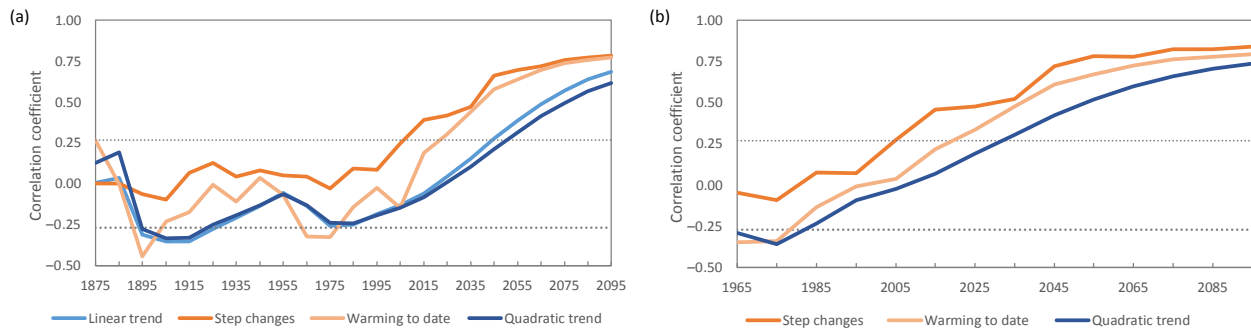 (a)
Correlation coefficient
1.00
0.75
0.50
0.25
0.00
−0.25
−0.50
1875 1895 1915 1935 1955 1975 1995 2015 2035 2055 2075 2095
Linear trend Step changes Warming to date Quadratic trend
(b)
Correlation coefficient
1.00
0.75
0.50
0.25
0.00
−0.25
−0.50
1965 1985 2005 2025 2045 2065 2085
Step changes Warming to date Quadratic trend